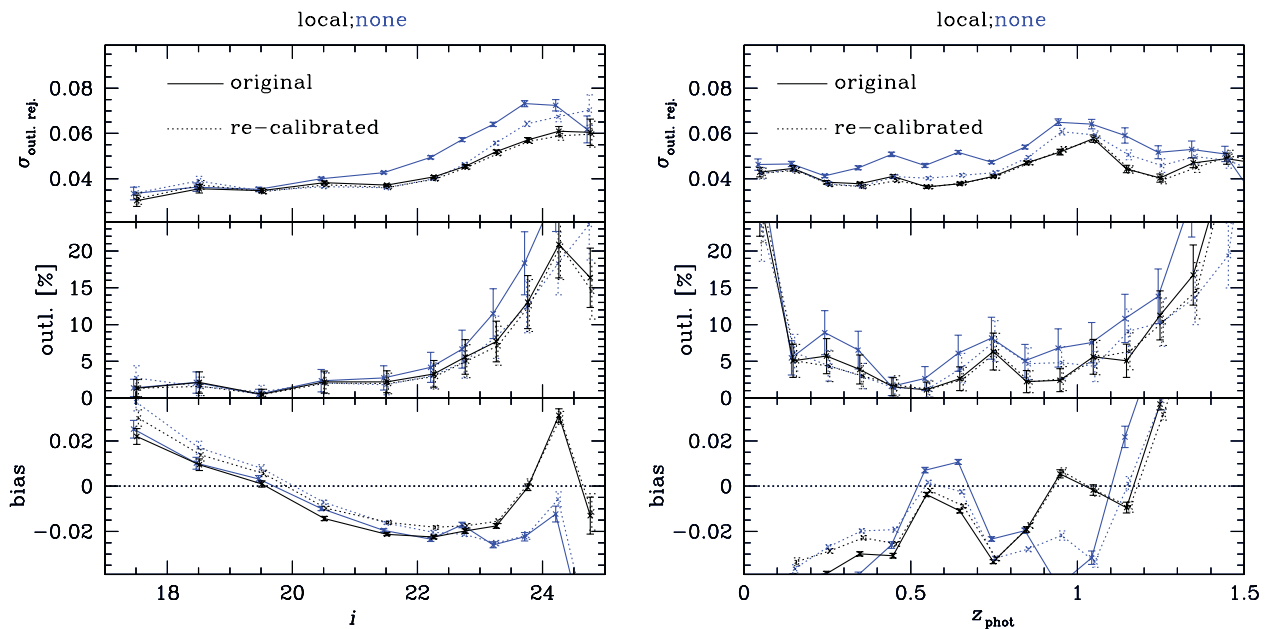 local;none
original
re-calibrated
σoutl. rej.
0.08
0.06
0.04
outl. [%]
20
15
10
5
0
bias
0.02
0
−0.02
18
20
22
24
i
local;none
original
re-calibrated
σoutl. rej.
0.08
0.06
0.04
outl. [%]
20
15
10
5
0
bias
0.02
0
−0.02
0
0.5
1
1.5
zphot